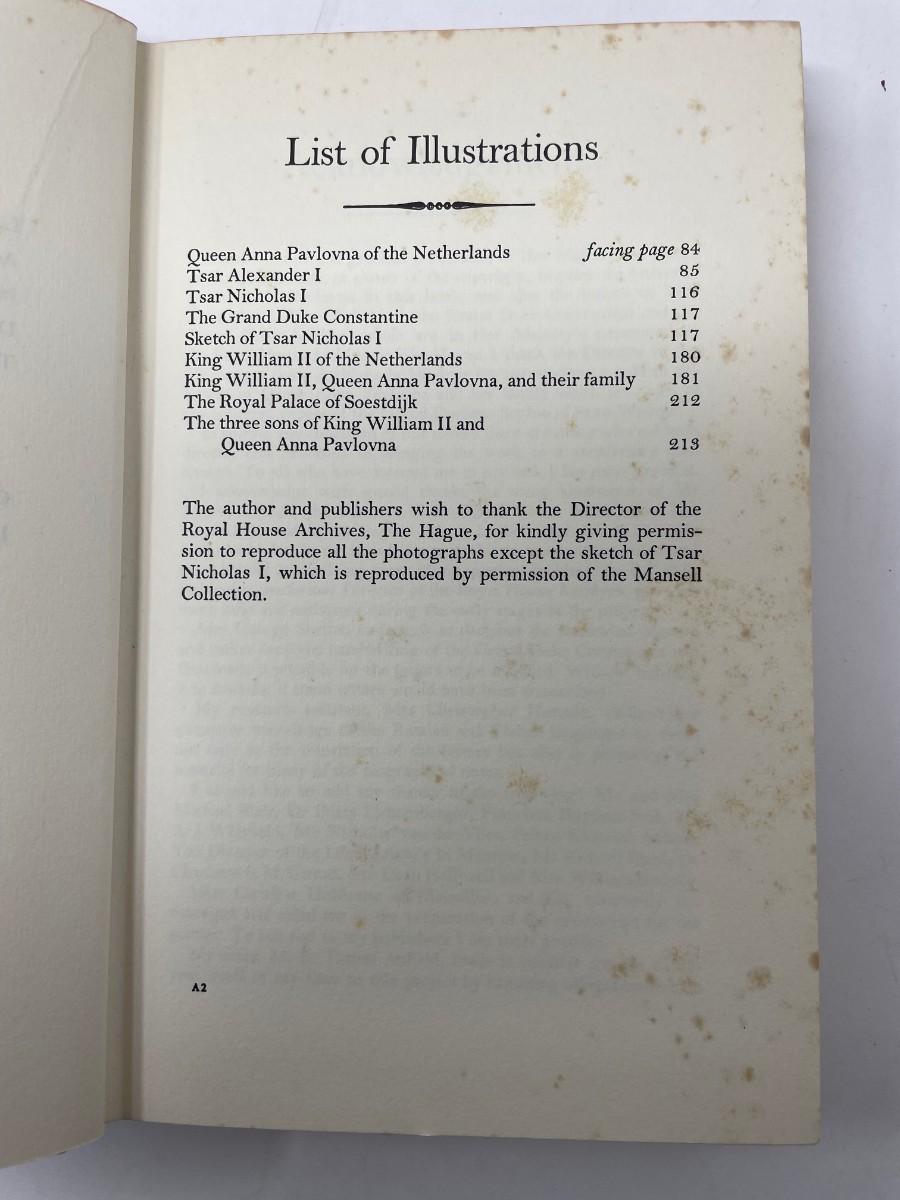 List of Illustrations
Queen Anna Pavlovna of the Netherlands facing page 84
Tsar Alexander I 85
Tsar Nicholas I 116
The Grand Duke Constantine 117
Sketch of Tsar Nicholas I 117
King William II of the Netherlands 180
King William II, Queen Anna Pavlovna, and their family 181
The Royal Palace of Soestdijk 212
The three sons of King William II and
Queen Anna Pavlovna 213
The author and publishers wish to thank the Director of the
Royal House Archives, The Hague, for kindly giving permis-
sion to reproduce all the photographs except the sketch of Tsar
Nicholas I, which is reproduced by permission of the Mansell
Collection.
A2